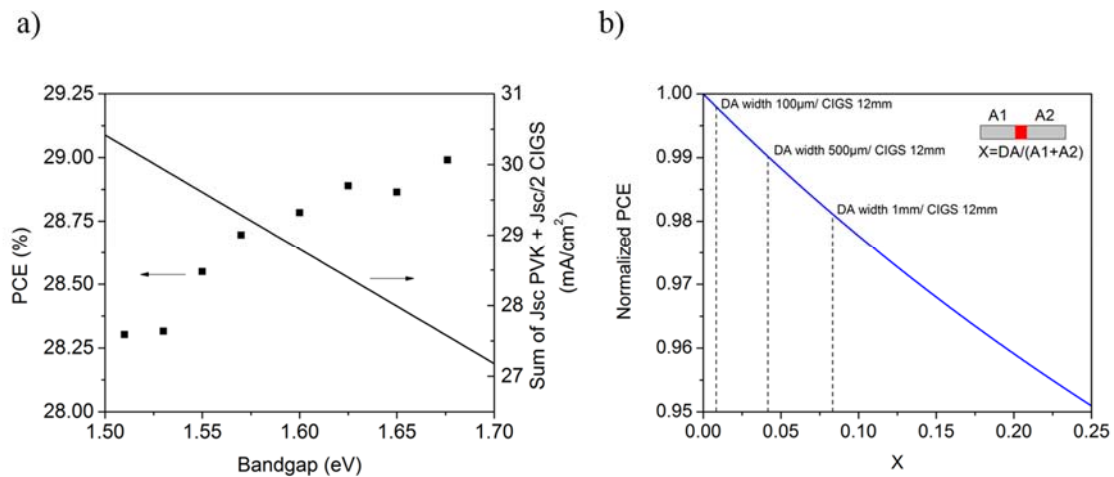 a)
29.25
29.00
28.75
28.50
28.25
28.00
PCE (%)
1.50
1.55
1.60
1.65
1.70
Bandgap (eV)
31
30
29
28
27
Sum of Jsc PVK + Jsc/2 CIGS
(mA/cm²)
b)
1.00
0.99
0.98
0.97
0.96
0.95
Normalized PCE
DA width 100µm/ CIGS 12mm
DA width 500µm/ CIGS 12mm
DA width 1mm/ CIGS 12mm
A1 A2
X=DA/(A1+A2)
0.00
0.05
0.10
0.15
0.20
0.25
X